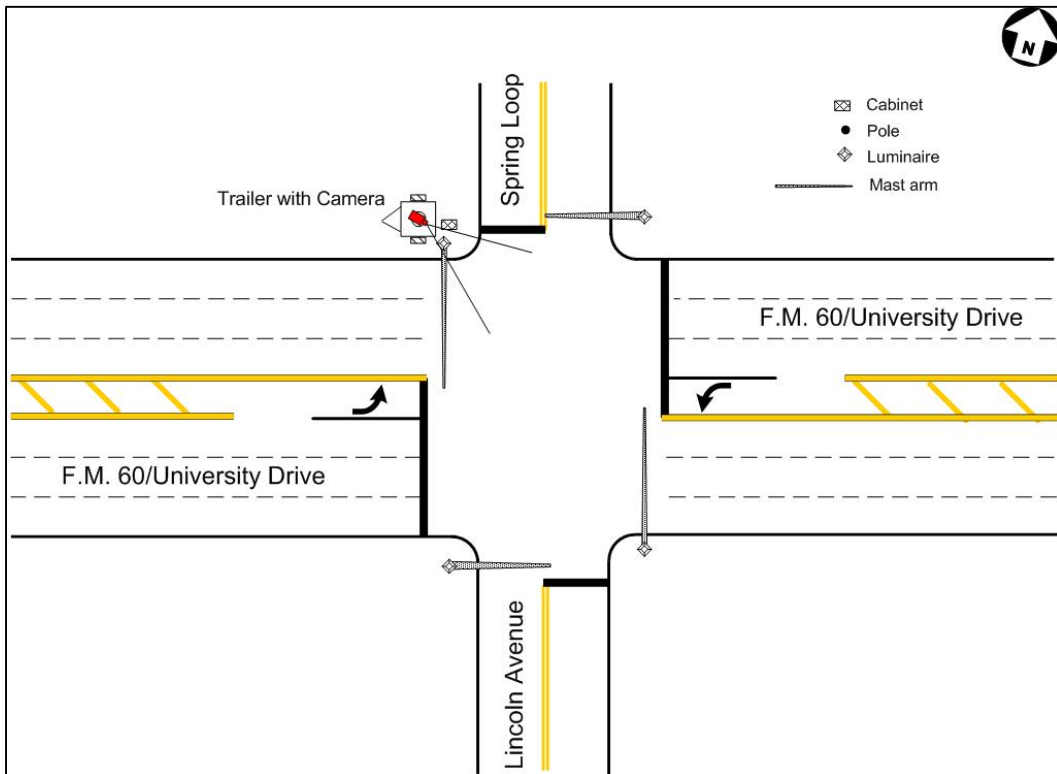 N
Spring Loop
Cabinet
Pole
Luminaire
Mast arm
Trailer with Camera
F.M. 60/University Drive
F.M. 60/University Drive
Lincoln Avenue